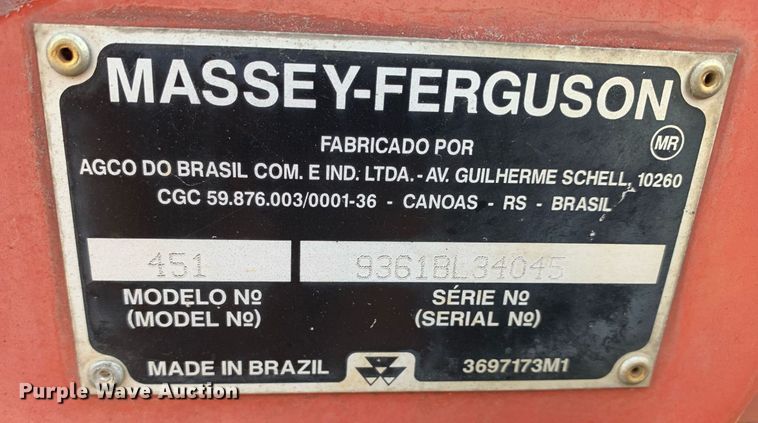 MASSEY-FERGUSON
MR
FABRICADO POR
AGCO DO BRASIL COM. E IND. LTDA. - AV. GUILHERME SCHELL, 10260
CGC 59.876.003/0001-36 - CANOAS - RS - BRASIL
451 9361BL34045
MODELO Nº SÉRIE Nº
(MODEL Nº) (SERIAL Nº)
MADE IN BRAZIL 3697173M1
Purple Wave Auction